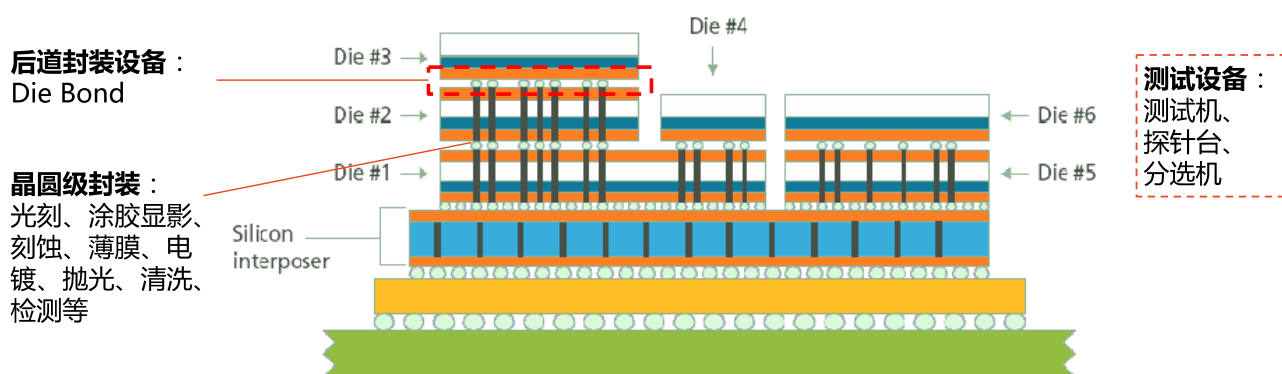 后道封装设备：
Die Bond
晶圆级封装：
光刻、涂胶显影、
刻蚀、薄膜、电
镀、抛光、清洗、
检测等
Die #3
Die #2
Die #1
Silicon
interposer
Die #4
Die #6
Die #5
测试设备：
测试机、
探针台、
分选机